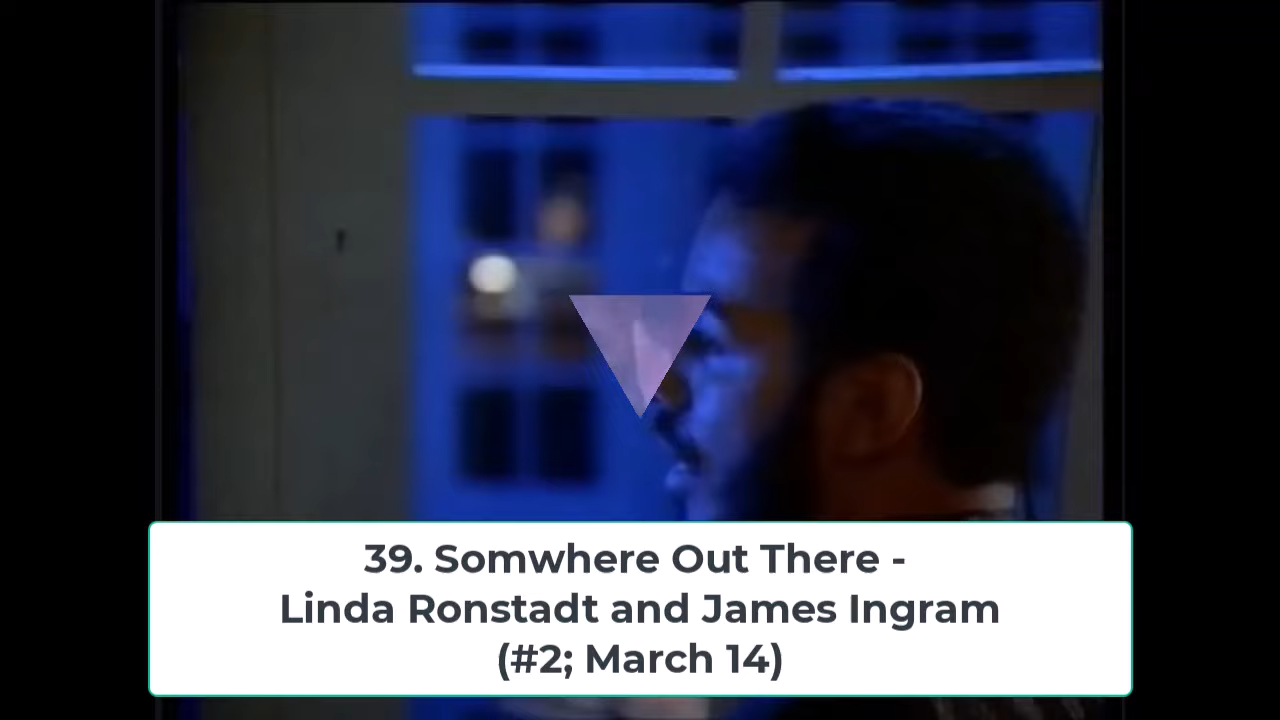 39. Somwhere Out There -
Linda Ronstadt and James Ingram
(#2; March 14)